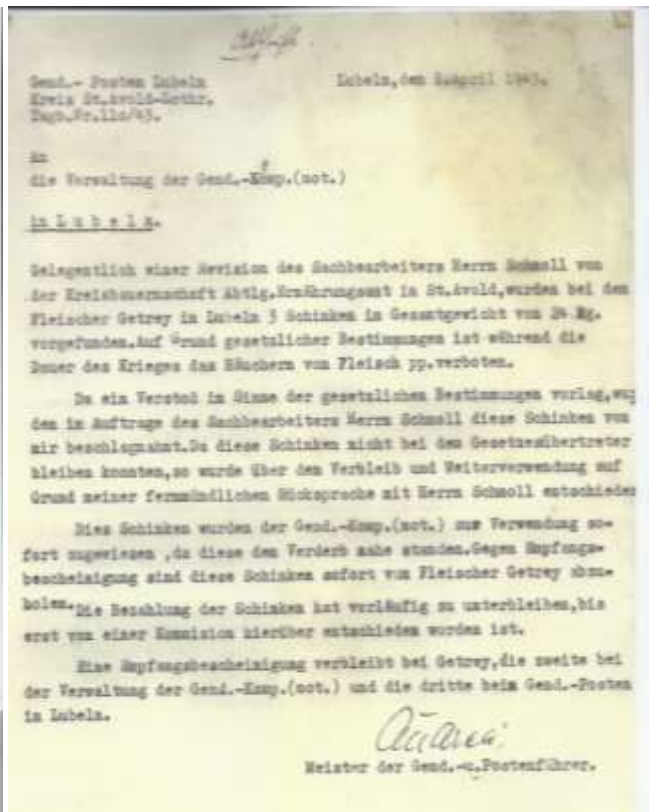 Abschrift.
Gend.- Posten Lubeln Lubeln, den 8.April 1943.
Kreis St.Avold-Lothr.
Tagb.Nr.110/43.
An
die Verwaltung der Gend.-Komp.(mot.)
in L u b e l n.
Gelegentlich einer Revision des Sachbearbeiters Herrn Schmoll von
der Kreisbauernschaft Abtlg.Ernährungsamt in St.Avold,wurden bei dem
Fleischer Getrey in Lubeln 3 Schinken in Gesamtgewicht von 24 Kg.
vorgefunden.Auf Grund gesetzlicher Bestimmungen ist während die
Dauer des Krieges das Räuchern von Fleisch pp.verboten.
Da ein Verstoß im Sinne der gesetzlichen Bestimmungen vorlag,wur
den im Auftrage des Sachbearbeiters Herrn Schmoll diese Schinken von
mir beschlagnahmt.Da diese Schinken nicht bei dem Gesetzesübertreter
bleiben konnten,so wurde über den Verbleib und Weiterverwendung auf
Grund meiner fernmündlichen Rücksprache mit Herrn Schmoll entschieden
Dies Schinken wurden der Gend.-Komp.(mot.) zur Verwendung so=
fort zugewiesen ,da diese dem Verderb nahe standen.Gegen Empfangs=
bescheinigung sind diese Schinken sofort vom Fleischer Getrey abzu=
holen. Die Bezahlung der Schinken hat vorläufig zu unterbleiben,bis
erst von einer Kommision hierüber entschieden worden ist.
Eine Empfangsbescheinigung verbleibt bei Getrey,die zweite bei
der Verwaltung der Gend.-Komp.(mot.) und die dritte beim Gend.-Posten
in Lubeln.
Meister der Gend.-u.Postenführer.